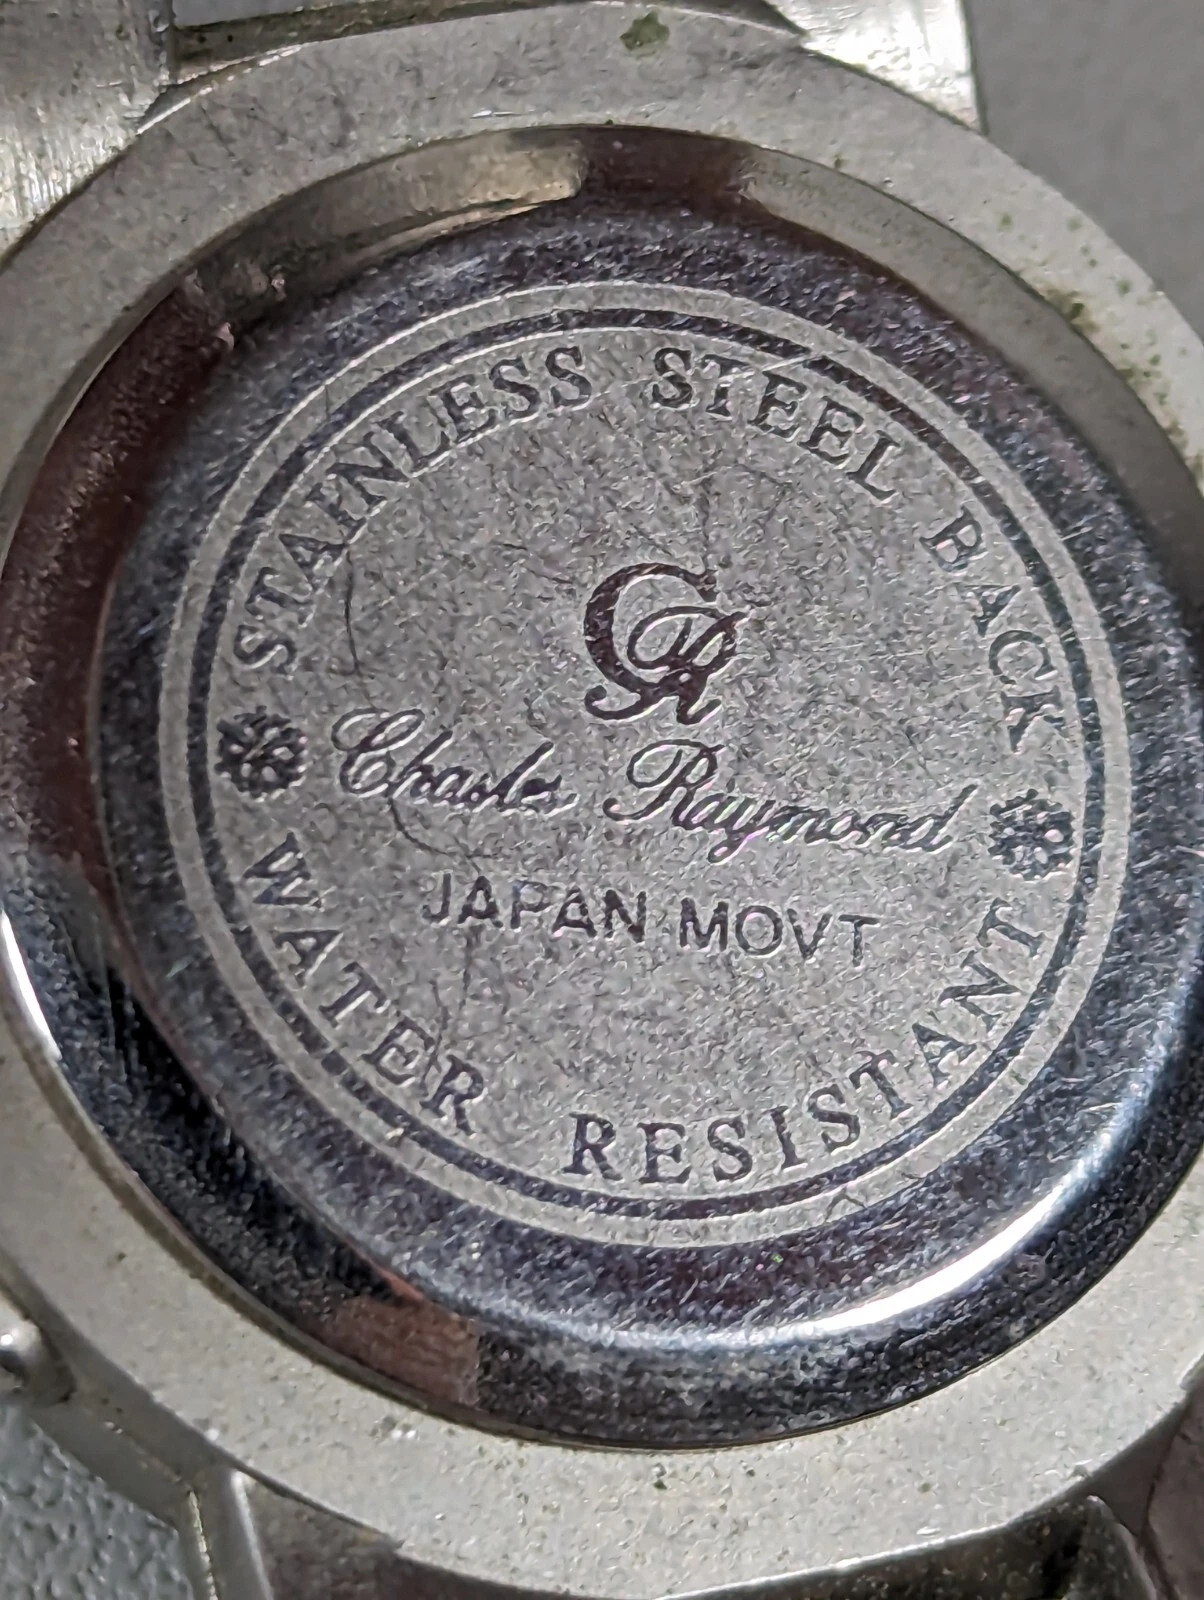 STAINLESS STEEL BACK
CR
Charles Raymond
JAPAN MOVT
WATER RESISTANT